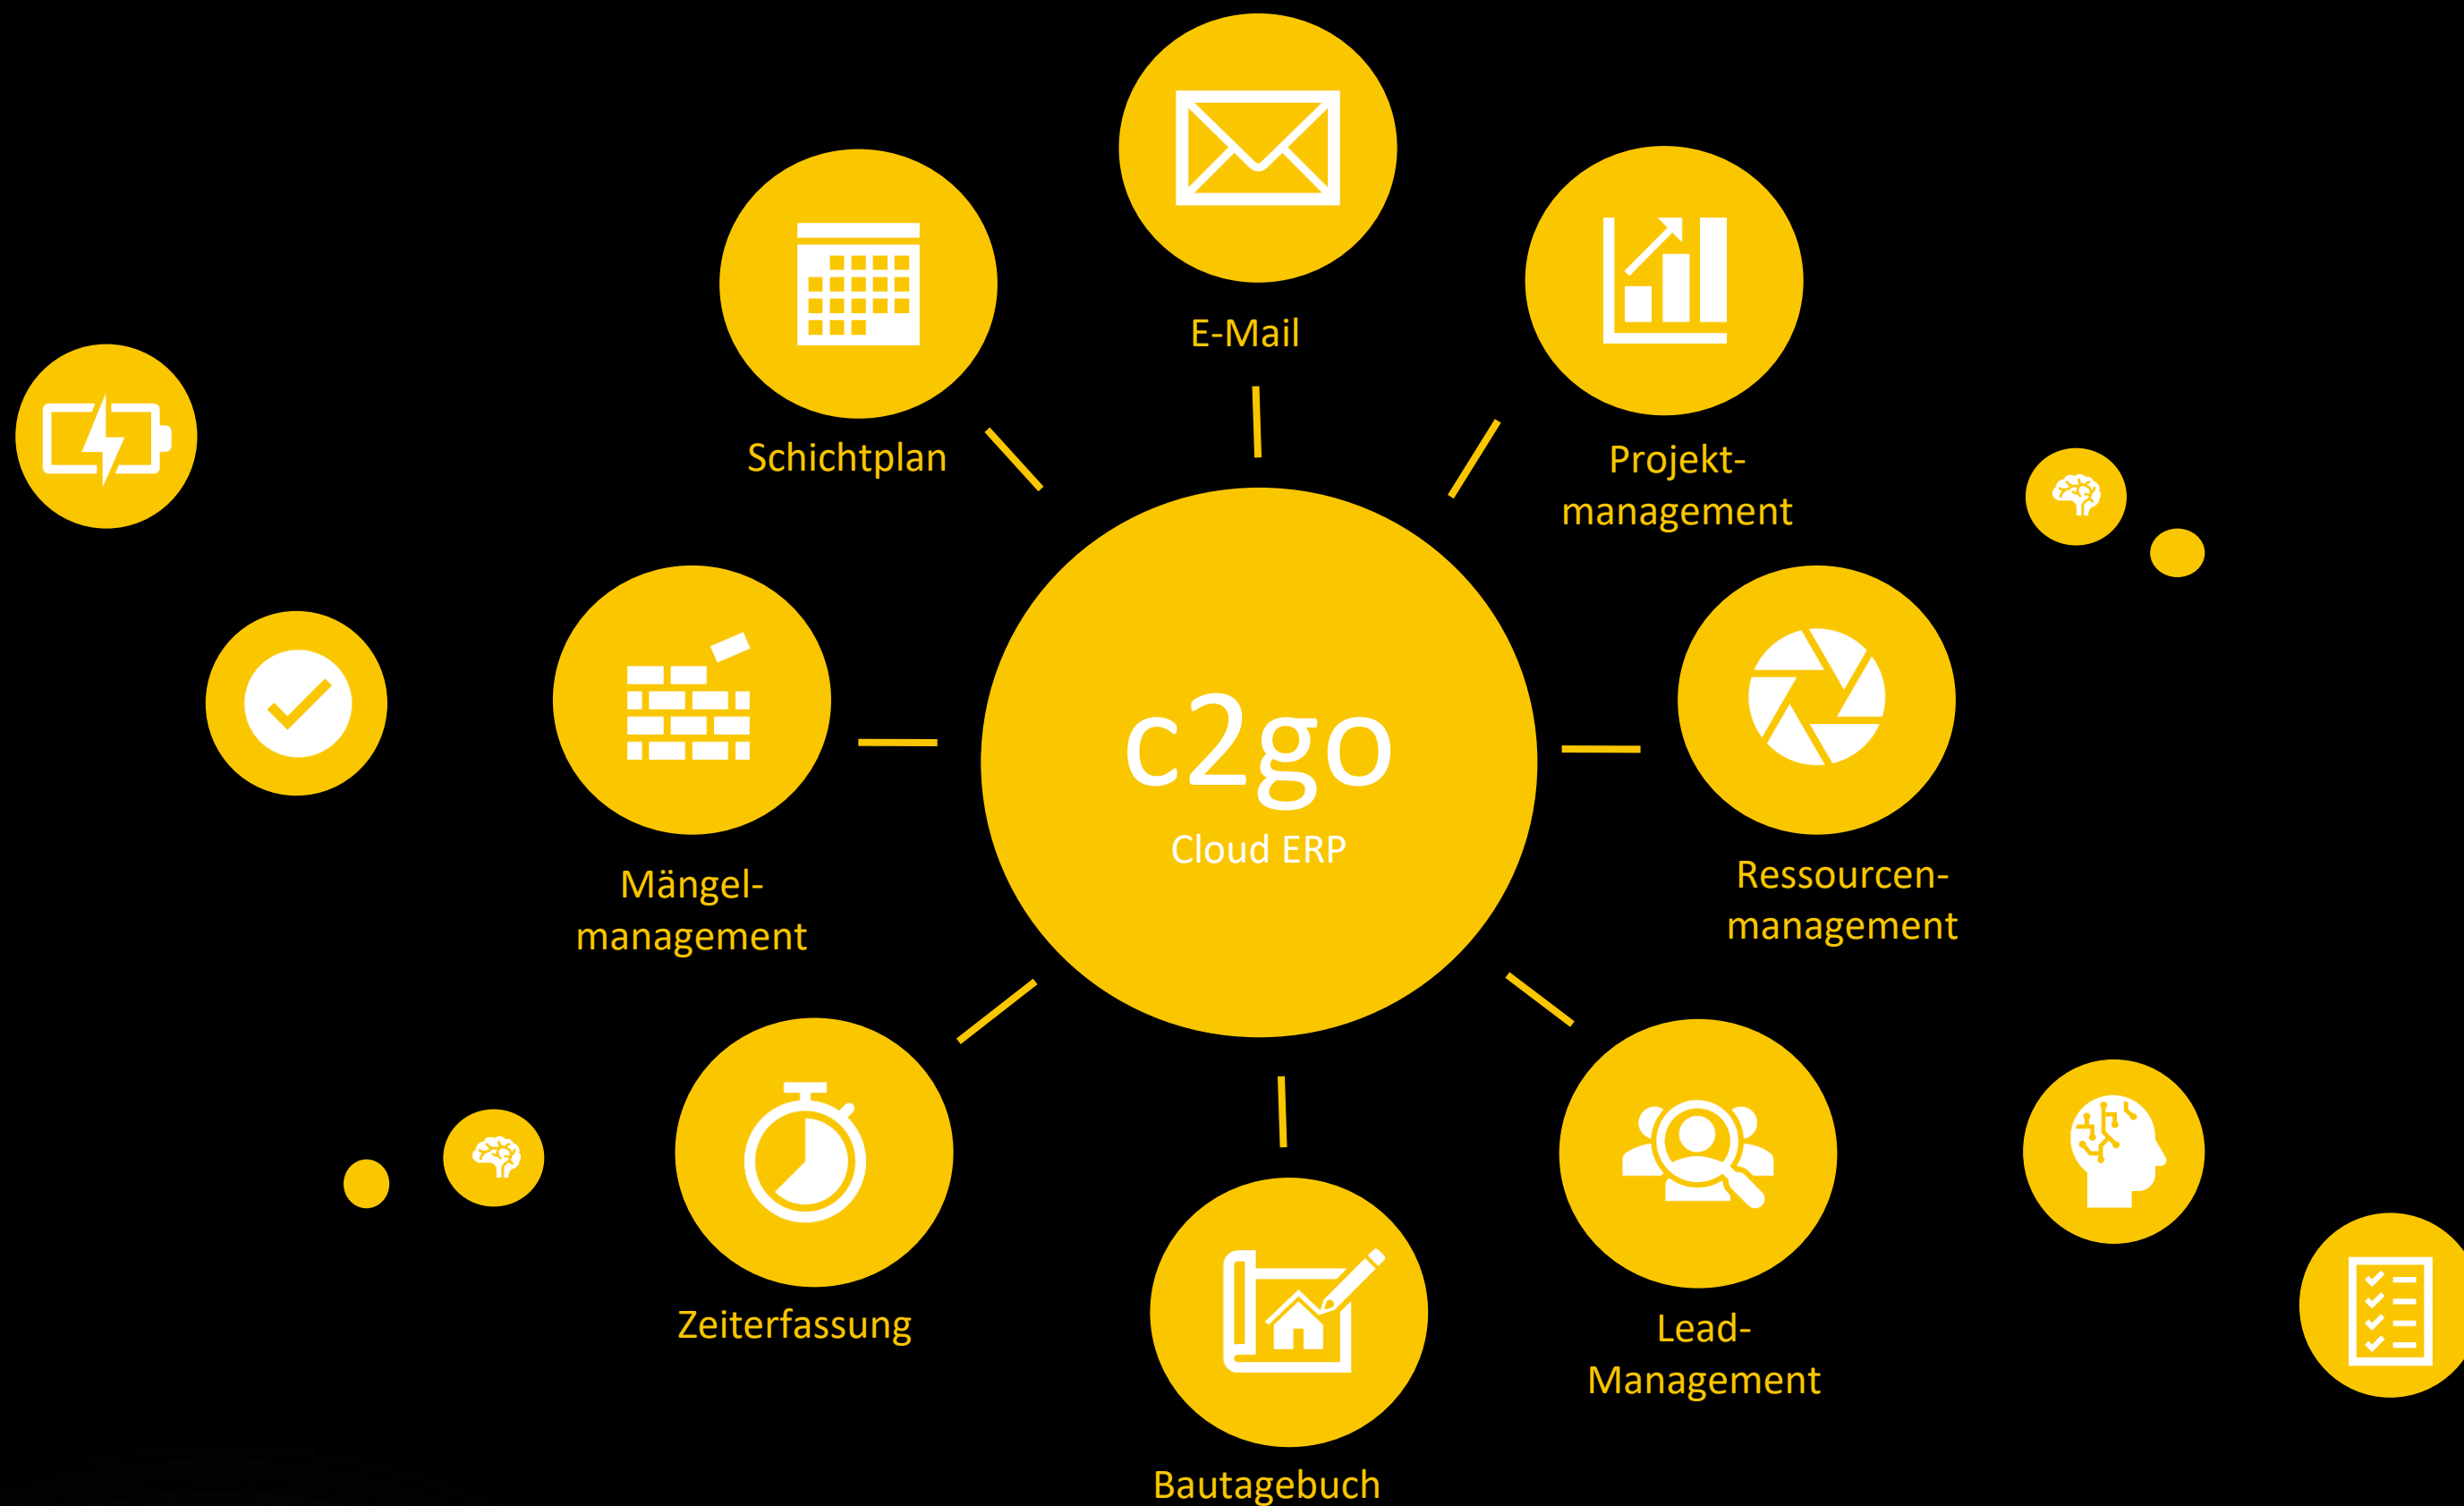 E-Mail
Schichtplan
Projekt-
management
c2go
Cloud ERP
Mängel-
management
Ressourcen-
management
Zeiterfassung
Lead-
Management
Bautagebuch